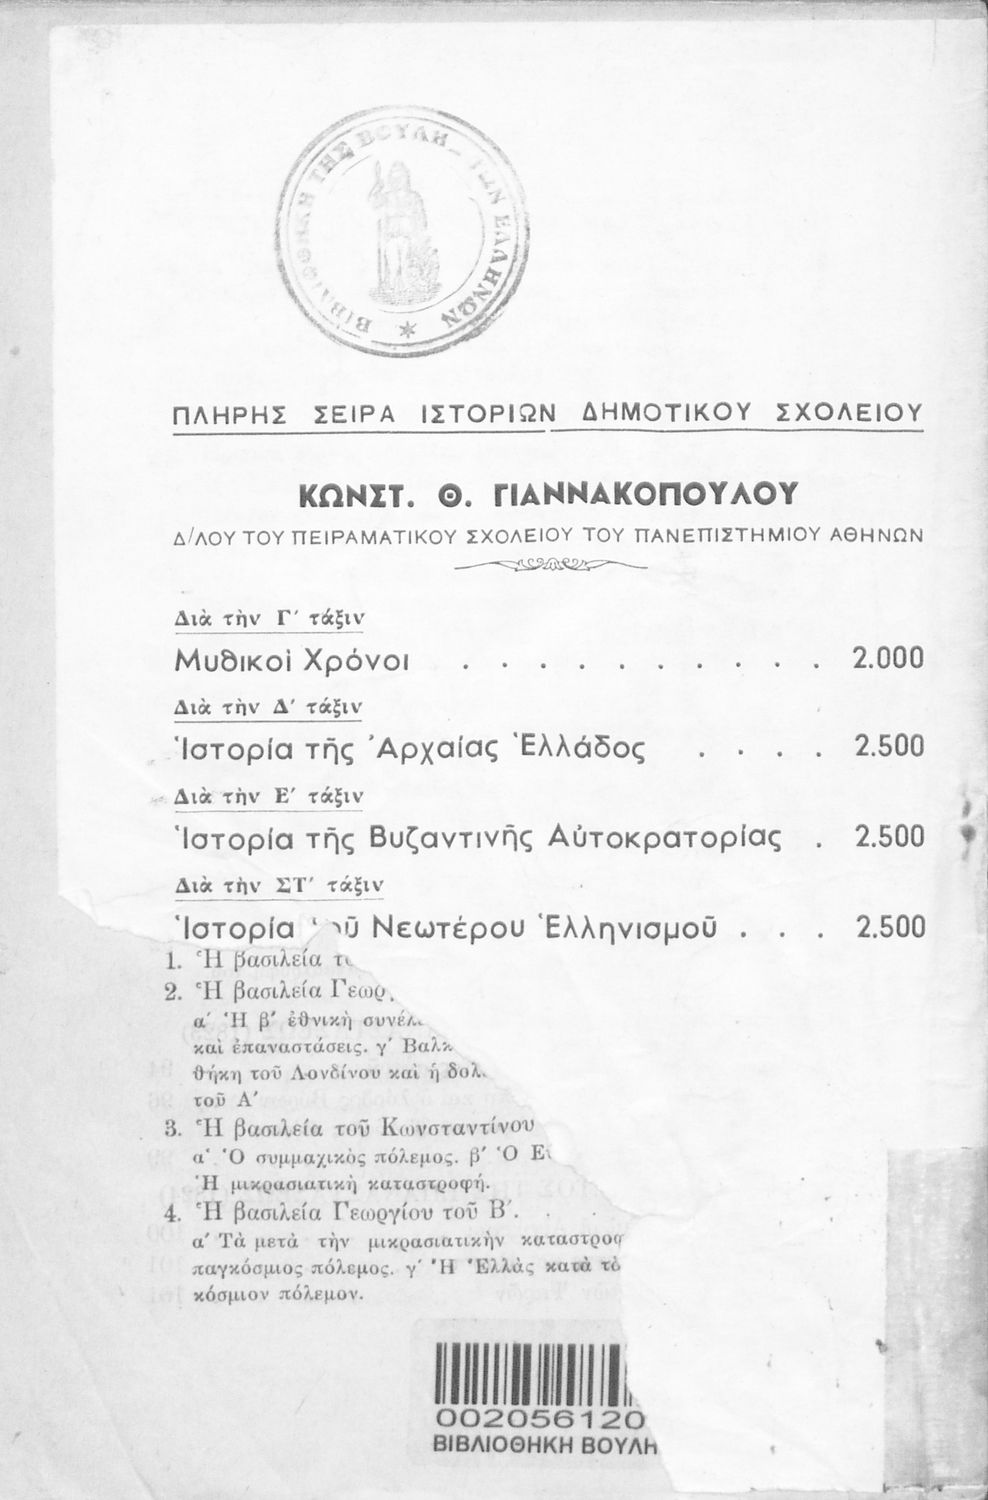 ΒΙΒΛΙΟΘΗΚΗ ΤΗΣ ΒΟΥΛΗ ΤΩΝ ΕΛΛΗΝΩΝ
ΠΛΗΡΗΣ ΣΕΙΡΑ ΙΣΤΟΡΙΩΝ ΔΗΜΟΤΙΚΟΥ ΣΧΟΛΕΙΟΥ
ΚΩΝΣΤ. Θ. ΓΙΑΝΝΑΚΟΠΟΥΛΟΥ
Δ/ΛΟΥ ΤΟΥ ΠΕΙΡΑΜΑΤΙΚΟΥ ΣΧΟΛΕΙΟΥ ΤΟΥ ΠΑΝΕΠΙΣΤΗΜΙΟΥ ΑΘΗΝΩΝ
Διὰ τὴν Γ′ τάξιν
Μυθικοὶ Χρόνοι . . . . . . . . . . 2.000
Διὰ τὴν Δ′ τάξιν
Ἱστορία τῆς Ἀρχαίας Ἑλλάδος . . . . 2.500
Διὰ τὴν Ε′ τάξιν
Ἱστορία τῆς Βυζαντινῆς Αὐτοκρατορίας . 2.500
Διὰ τὴν ΣΤ′ τάξιν
Ἱστορία τοῦ Νεωτέρου Ἑλληνισμοῦ . . . 2.500
1. Ἡ βασιλεία
2. Ἡ βασιλεία
α′ Ἡ β′ ἐθνικὴ
καὶ ἐπαναστάσεις. γ′
θήκη τοῦ Λονδίνου καὶ ἡ
τοῦ Α′
3. Ἡ βασιλεία τοῦ Κωνσταντίνου
α′ Ὁ συμμαχικὸς πόλεμος. β′ Ὁ
Ἡ μικρασιατικὴ καταστροφή.
4. Ἡ βασιλεία Γεωργίου τοῦ Β′. .
α′ Τὰ μετὰ τὴν μικρασιατικὴν
παγκόσμιος πόλεμος. γ′ Ἡ Ἑλλὰς κατὰ τὸ
κόσμιον πόλεμον.
002056120
ΒΙΒΛΙΟΘΗΚΗ ΒΟΥΛΗ